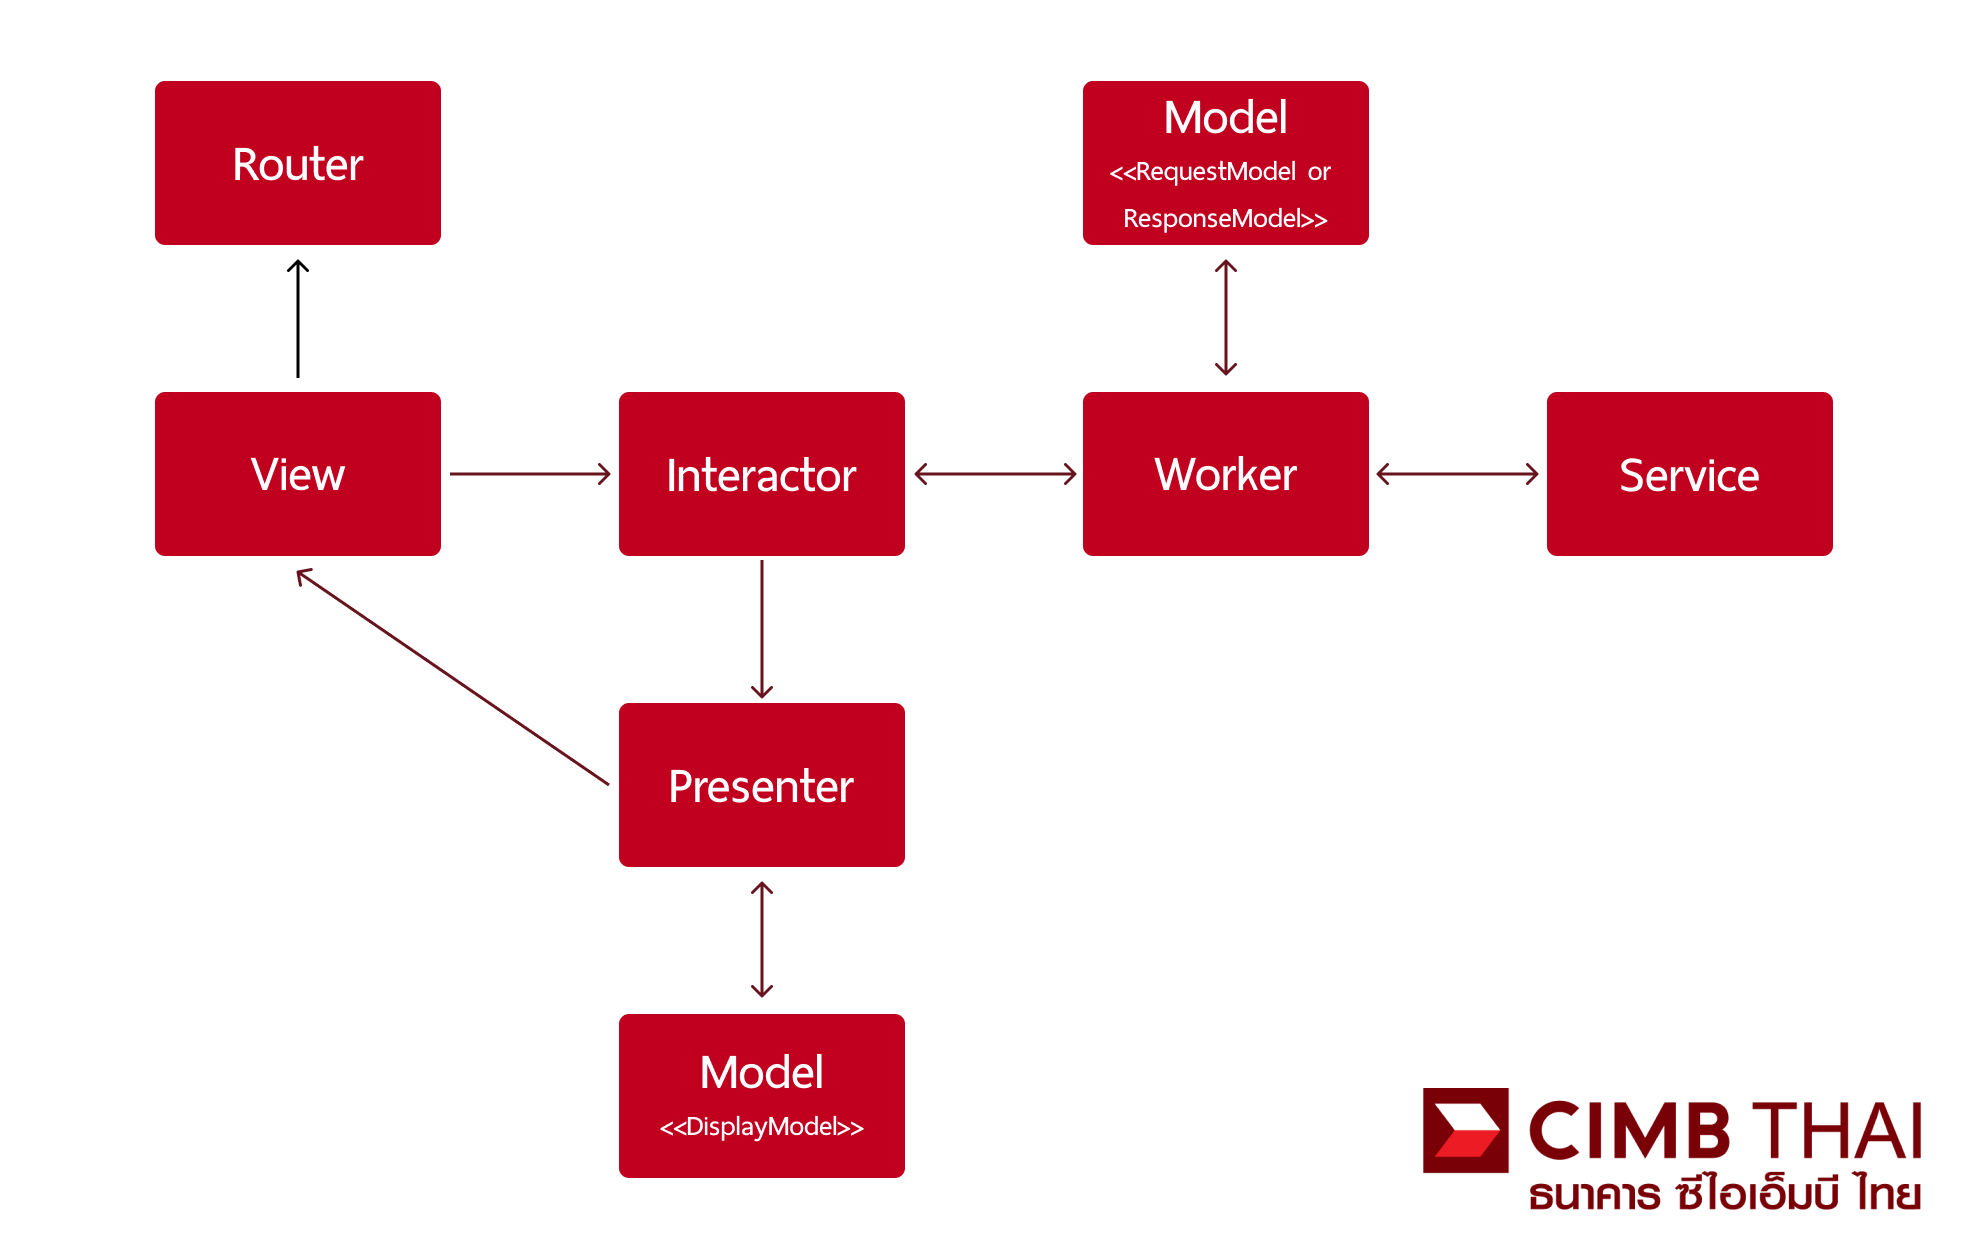 Router
Model
<<RequestModel or
ResponseModel>>
View
Interactor
Worker
Service
Presenter
Model
<<DisplayModel>>
CIMB THAI
ธนาคาร ซีไอเอ็มบี ไทย